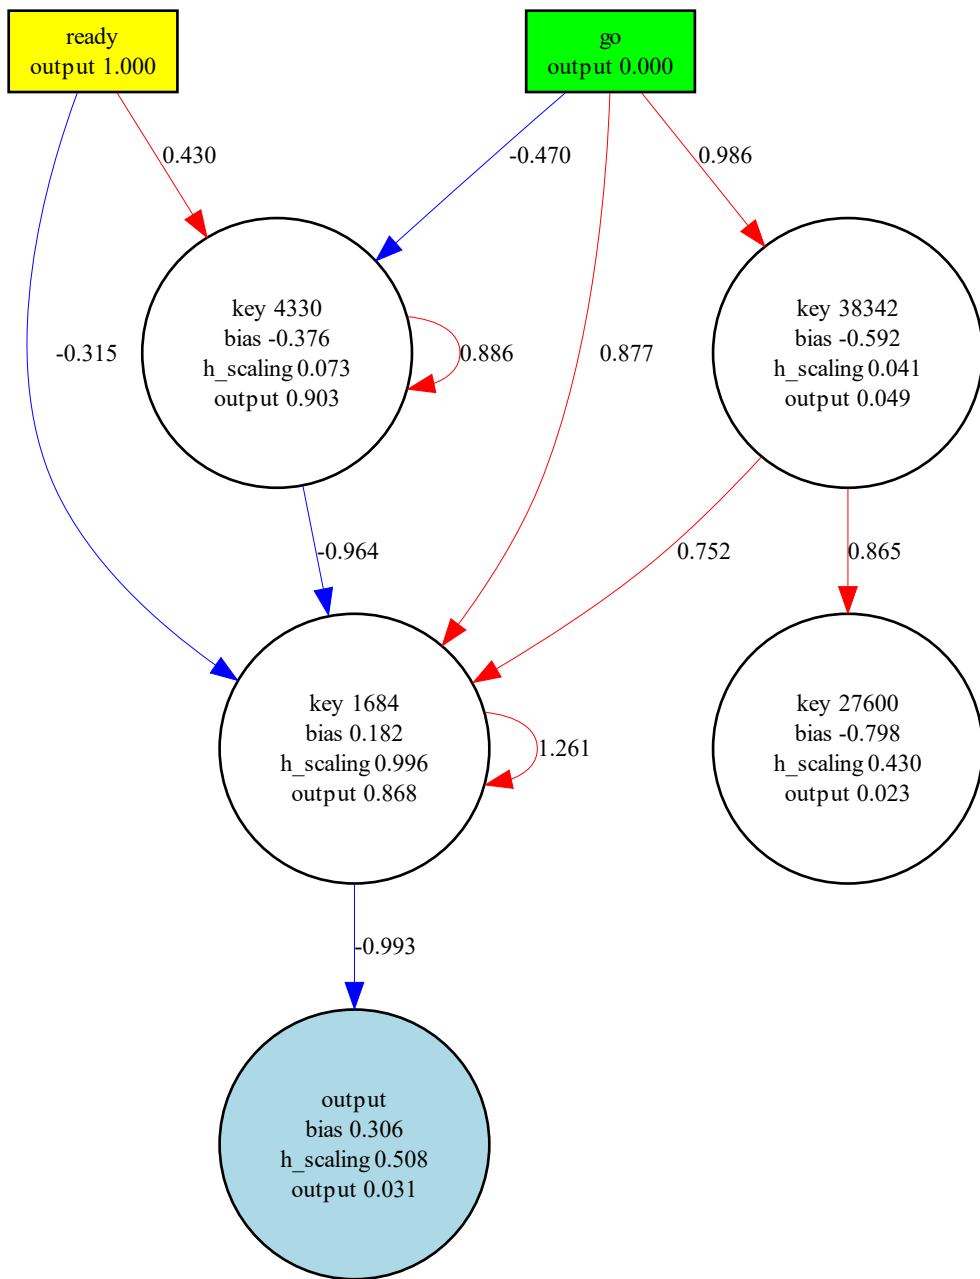 ready
output 1.000
go
output 0.000
0.430
-0.470
0.986
key 4330
bias -0.376
h_scaling 0.073
output 0.903
key 38342
bias -0.592
h_scaling 0.041
output 0.049
-0.315
0.886
0.877
-0.964
0.752
0.865
key 1684
bias 0.182
h_scaling 0.996
output 0.868
1.261
key 27600
bias -0.798
h_scaling 0.430
output 0.023
-0.993
output
bias 0.306
h_scaling 0.508
output 0.031